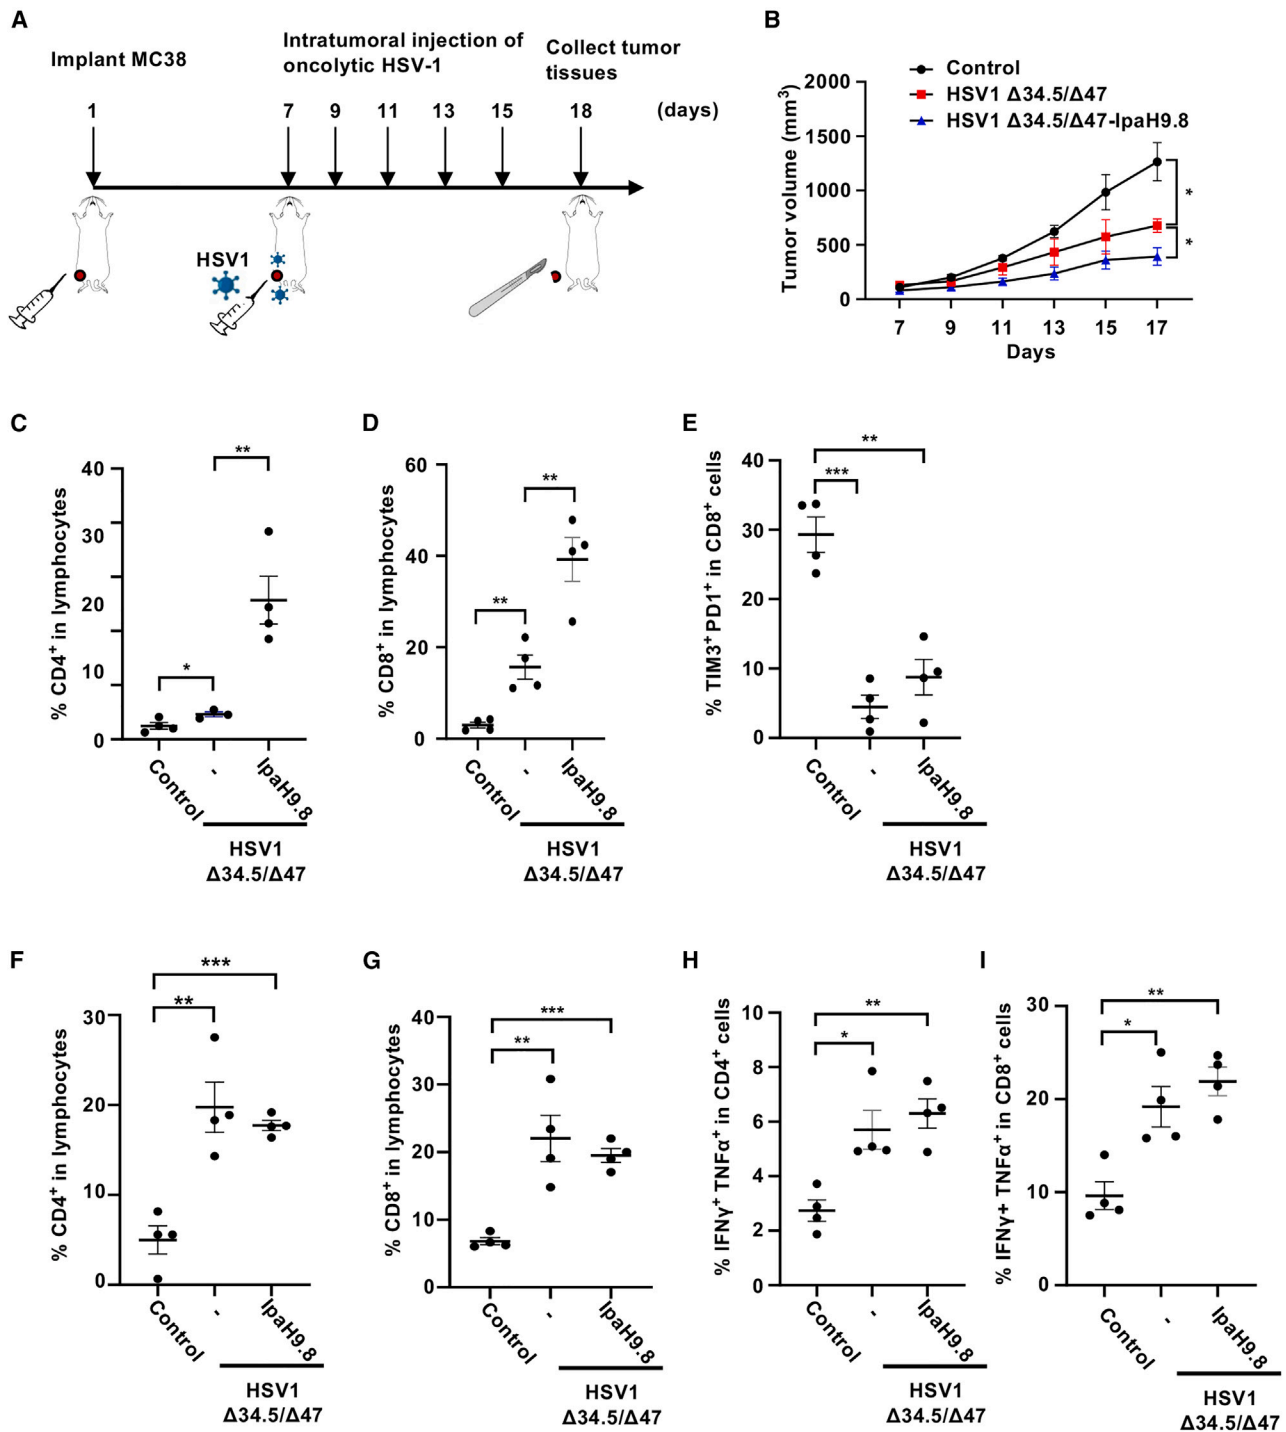 A
Implant MC38
Intratumoral injection of
oncolytic HSV-1
Collect tumor
tissues
1 7 9 11 13 15 18 (days)
HSV1
B
Control
HSV1 Δ34.5/Δ47
HSV1 Δ34.5/Δ47-IpaH9.8
Tumor volume (mm³)
2000
1500
1000
500
0
*
*
7 9 11 13 15 17
Days
C
% CD4⁺ in lymphocytes
40
30
20
10
0
*
**
Control
-
IpaH9.8
HSV1
Δ34.5/Δ47
D
% CD8⁺ in lymphocytes
60
40
20
0
**
**
Control
-
IpaH9.8
HSV1
Δ34.5/Δ47
E
% TIM3⁺ PD1⁺ in CD8⁺ cells
40
30
20
10
0
**
***
Control
-
IpaH9.8
HSV1
Δ34.5/Δ47
F
% CD4⁺ in lymphocytes
30
20
10
0
***
**
Control
-
IpaH9.8
HSV1
Δ34.5/Δ47
G
% CD8⁺ in lymphocytes
40
30
20
10
0
***
**
Control
-
IpaH9.8
HSV1
Δ34.5/Δ47
H
% IFNγ⁺ TNFα⁺ in CD4⁺ cells
10
8
6
4
2
0
**
*
Control
-
IpaH9.8
HSV1
Δ34.5/Δ47
I
% IFNγ+ TNFα⁺ in CD8⁺ cells
30
20
10
0
**
*
Control
-
IpaH9.8
HSV1
Δ34.5/Δ47